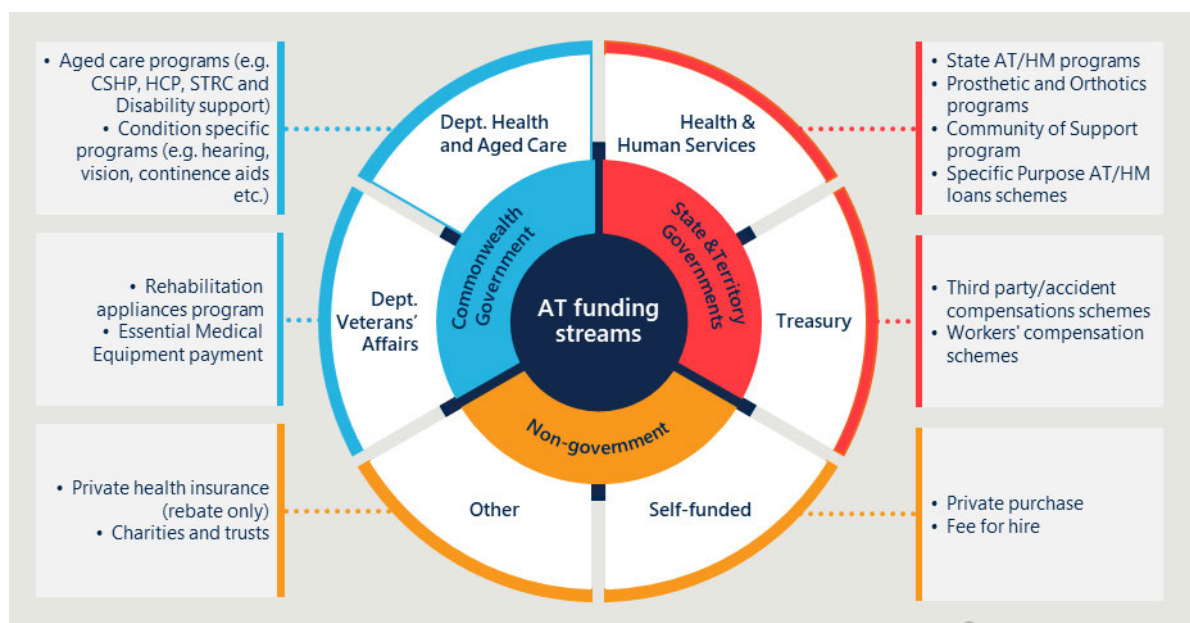 • Aged care programs (e.g.
CSHP, HCP, STRC and
Disability support)
• Condition specific
programs (e.g. hearing,
vision, continence aids
etc.)
• Rehabilitation
appliances program
• Essential Medical
Equipment payment
• Private health insurance
(rebate only)
• Charities and trusts
Dept. Health
and Aged Care
Health &
Human Services
Dept.
Veterans’
Affairs
Treasury
Other
Self-funded
Commonwealth
Government
State &Territory
Governments
Non-government
AT funding
streams
• State AT/HM programs
• Prosthetic and Orthotics
programs
• Community of Support
program
• Specific Purpose AT/HM
loans schemes
• Third party/accident
compensations schemes
• Workers' compensation
schemes
• Private purchase
• Fee for hire